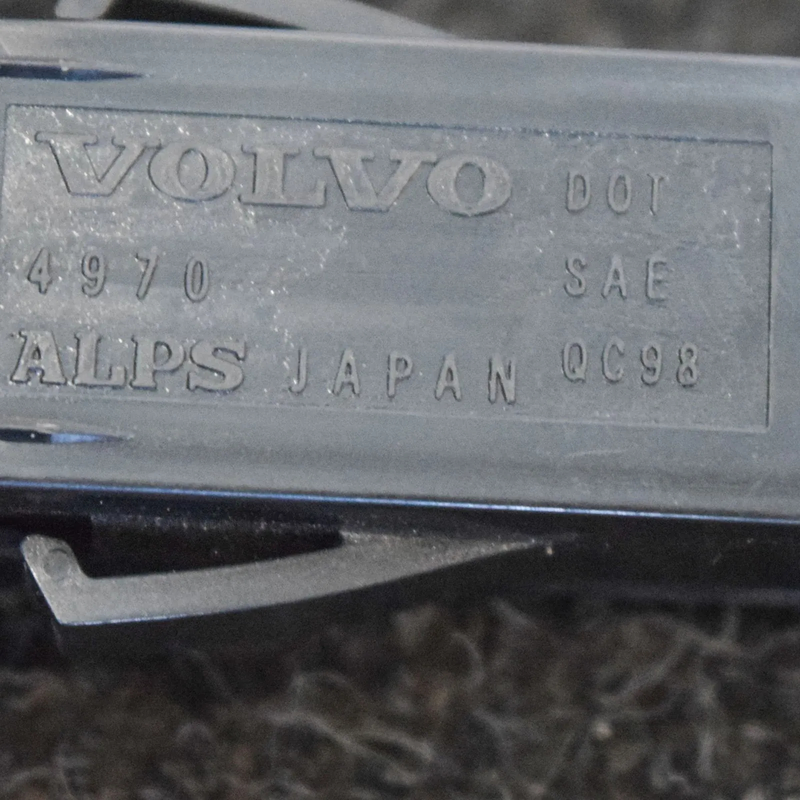 VOLVO DOT
4970 SAE
ALPS JAPAN QC98